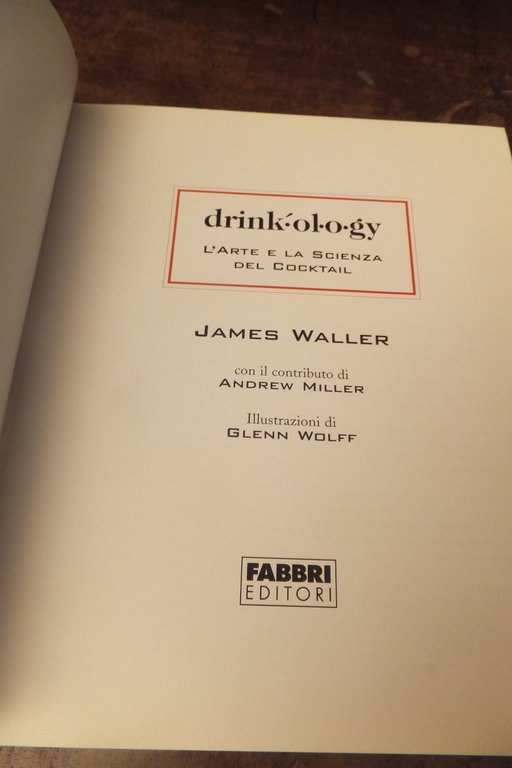 drink´·ol·o·gy
L'Arte e la Scienza
del Cocktail
James Waller
con il contributo di
Andrew Miller
Illustrazioni di
Glenn Wolff
FABBRI
EDITORI